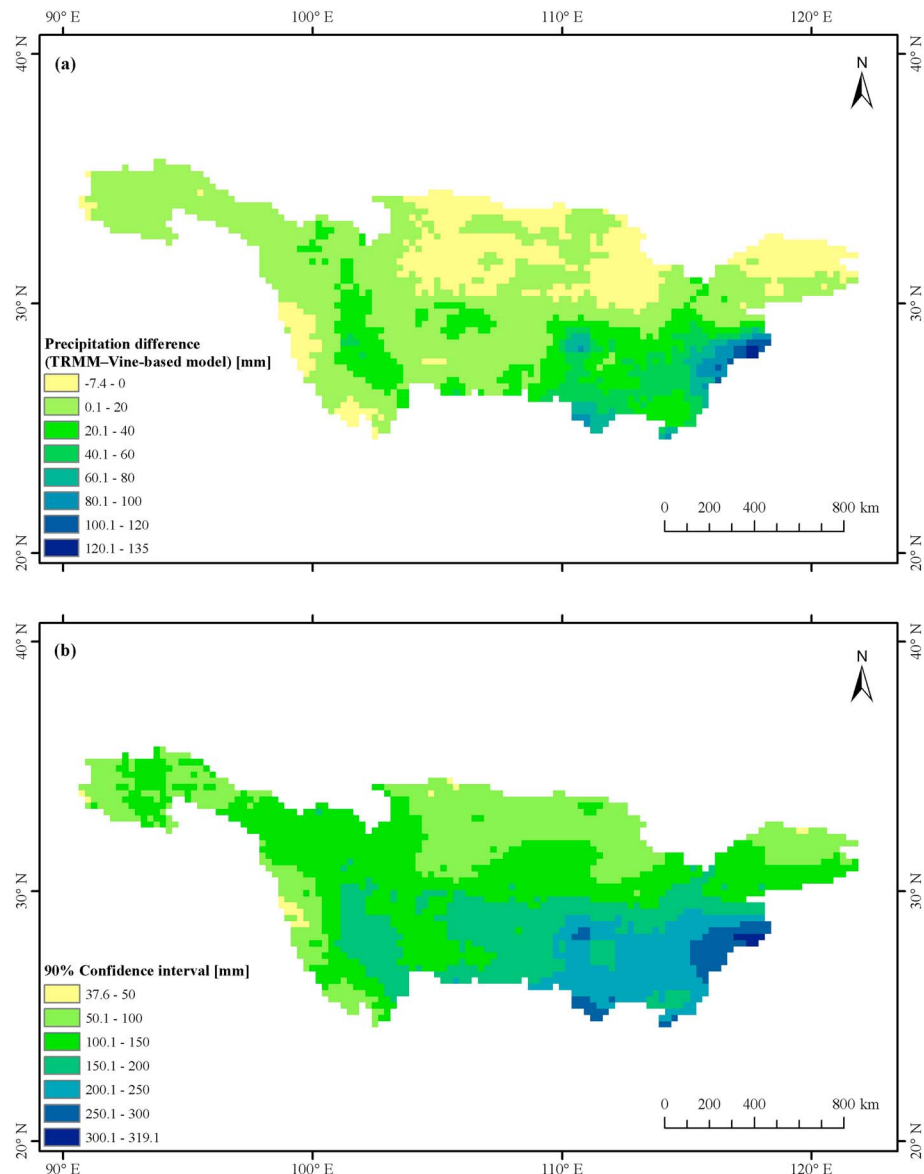 90° E 100° E 110° E 120° E
(a)
N
40° N 40° N
30° N 30° N
20° N 20° N
Precipitation difference
(TRMM–Vine-based model) [mm]
-7.4 - 0
0.1 - 20
20.1 - 40
40.1 - 60
60.1 - 80
80.1 - 100
100.1 - 120
120.1 - 135
0 200 400 800 km
(b)
N
40° N 40° N
30° N 30° N
20° N 20° N
90% Confidence interval [mm]
37.6 - 50
50.1 - 100
100.1 - 150
150.1 - 200
200.1 - 250
250.1 - 300
300.1 - 319.1
0 200 400 800 km
90° E 100° E 110° E 120° E